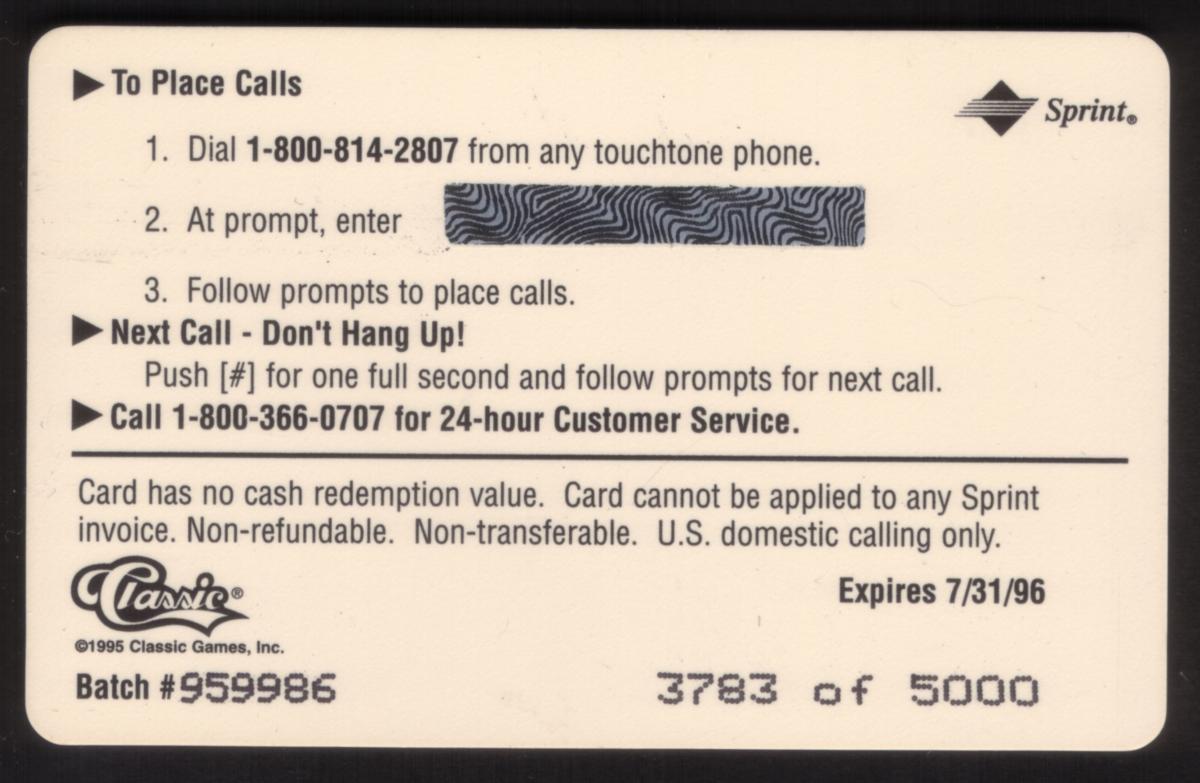 ▶ To Place Calls
Sprint®
1. Dial 1-800-814-2807 from any touchtone phone.
2. At prompt, enter
3. Follow prompts to place calls.
▶ Next Call - Don't Hang Up!
Push [#] for one full second and follow prompts for next call.
▶ Call 1-800-366-0707 for 24-hour Customer Service.
Card has no cash redemption value. Card cannot be applied to any Sprint
invoice. Non-refundable. Non-transferable. U.S. domestic calling only.
Classic®
Expires 7/31/96
©1995 Classic Games, Inc.
Batch #959986 3783 of 5000